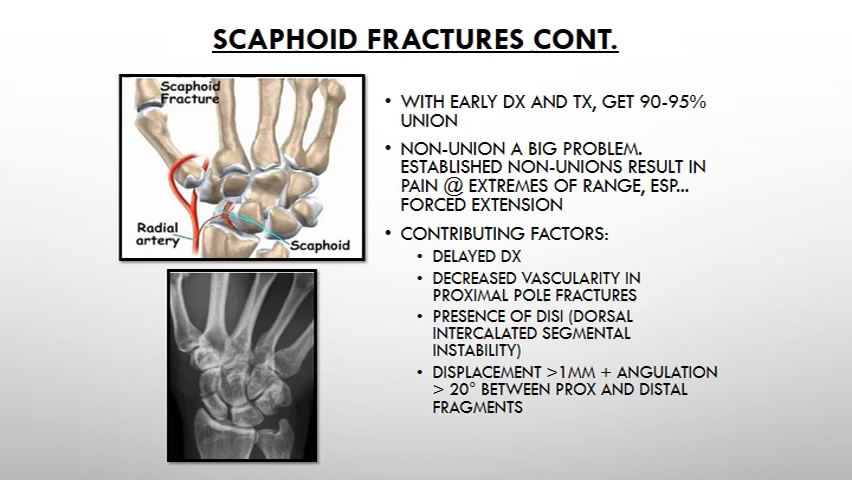 SCAPHOID FRACTURES CONT.
Scaphoid
Fracture
Radial
artery
Scaphoid
• WITH EARLY DX AND TX, GET 90-95%
UNION
• NON-UNION A BIG PROBLEM.
ESTABLISHED NON-UNIONS RESULT IN
PAIN @ EXTREMES OF RANGE, ESP...
FORCED EXTENSION
• CONTRIBUTING FACTORS:
• DELAYED DX
• DECREASED VASCULARITY IN
PROXIMAL POLE FRACTURES
• PRESENCE OF DISI (DORSAL
INTERCALATED SEGMENTAL
INSTABILITY)
• DISPLACEMENT >1MM + ANGULATION
> 20° BETWEEN PROX AND DISTAL
FRAGMENTS